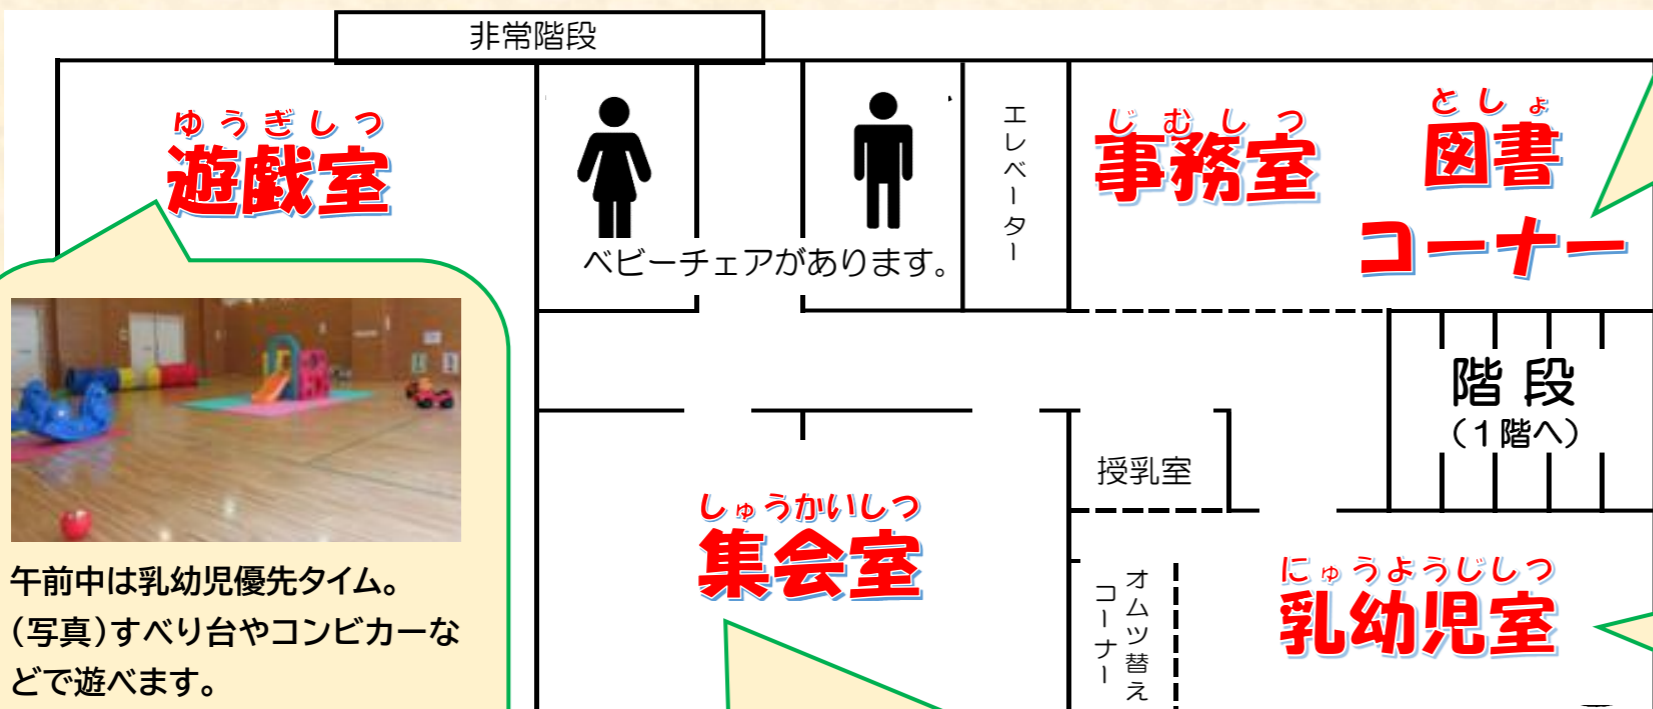 非常階段
ゆうぎしつ
遊戯室
ベビーチェアがあります。
エレベーター
じむしつ
事務室
としょ
図書
コーナー
階段
（１階へ）
授乳室
しゅうかいしつ
集会室
オムツ替え
コーナー
にゅうようじしつ
乳幼児室
午前中は乳幼児優先タイム。
（写真）すべり台やコンビカーな
どで遊べます。